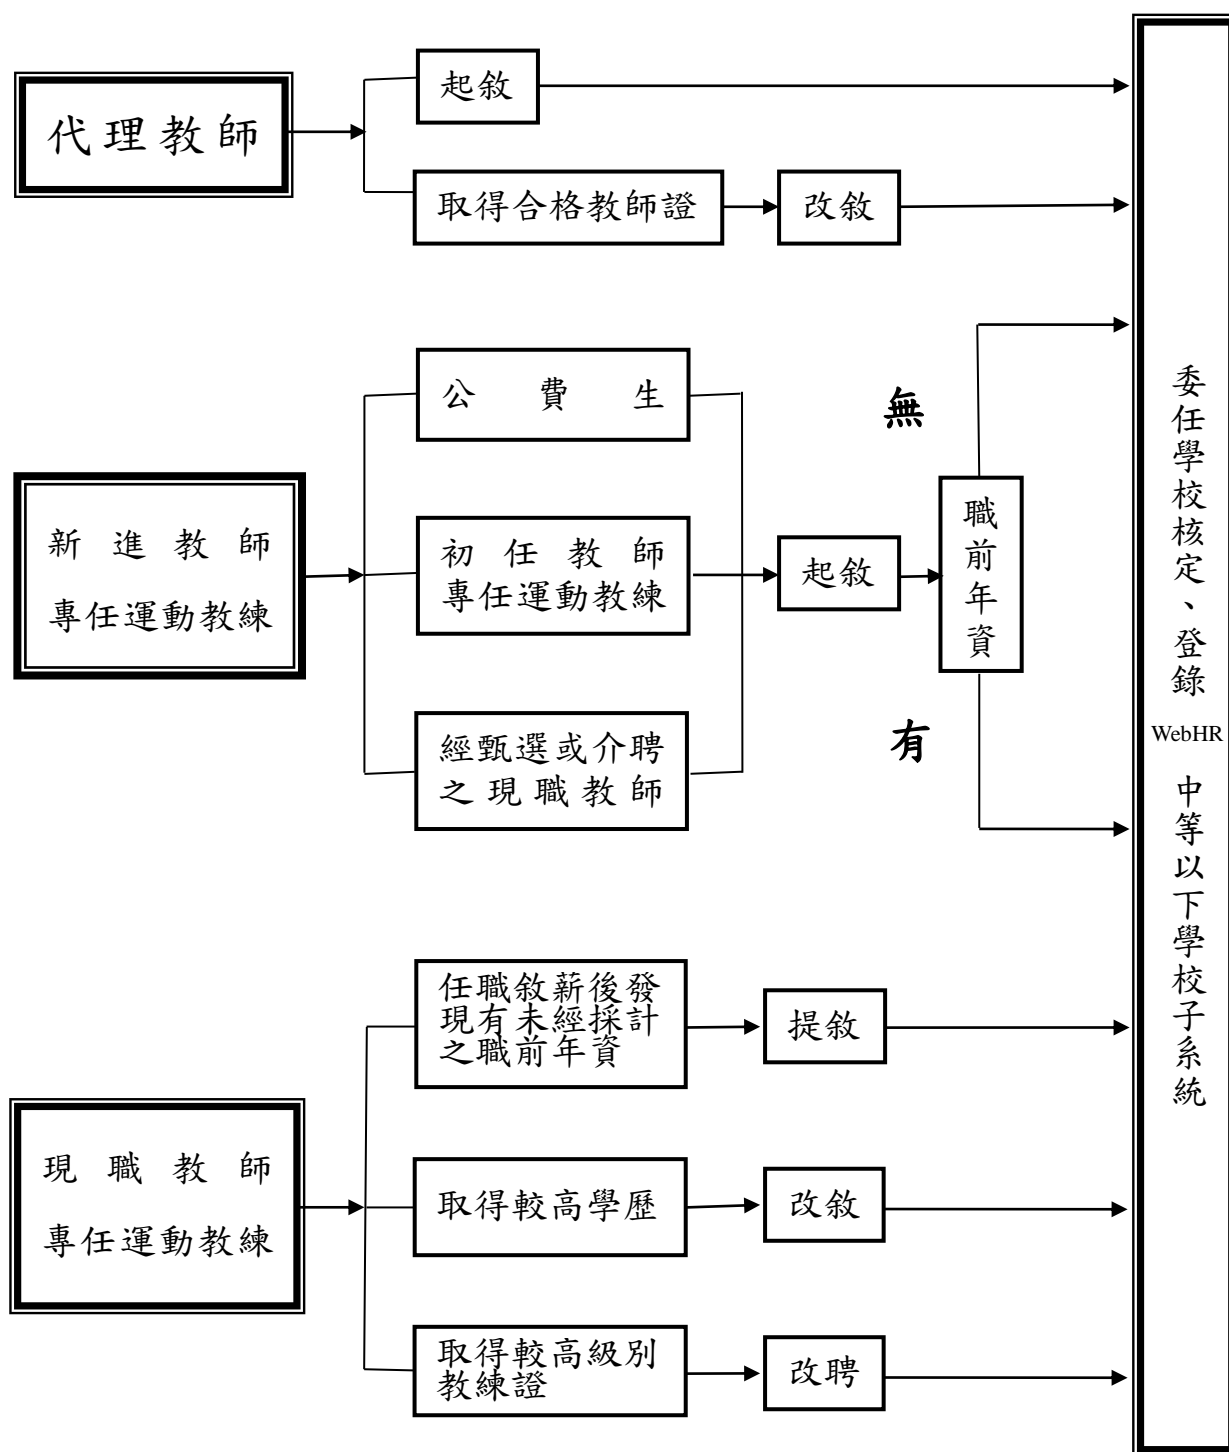 起敘
代理教師
取得合格教師證
改敘
公費生
無
新進教師
專任運動教練
初任教師
專任運動教練
起敘
職前年資
經甄選或介聘
之現職教師
有
任職敘薪後發
現有未經採計
之職前年資
提敘
現職教師
專任運動教練
取得較高學歷
改敘
取得較高級別
教練證
改聘
委任學校核定、登錄
WebHR
中等以下學校子系統